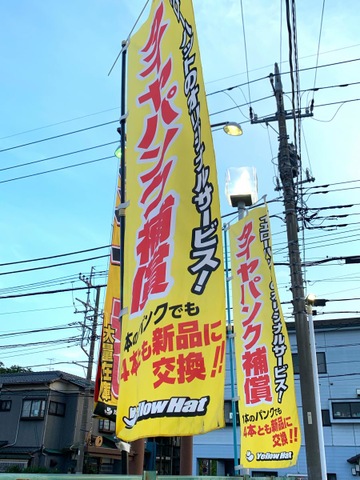 ハットのオリジナルサービス!
タイヤパンク補償
1本のパンクでも
4本とも新品に
交換!!
Yellow Hat
イエローハットのオリジナルサービス!
タイヤパンク補償
1本のパンクでも
4本とも新品に
交換!!
Yellow Hat
大量在庫